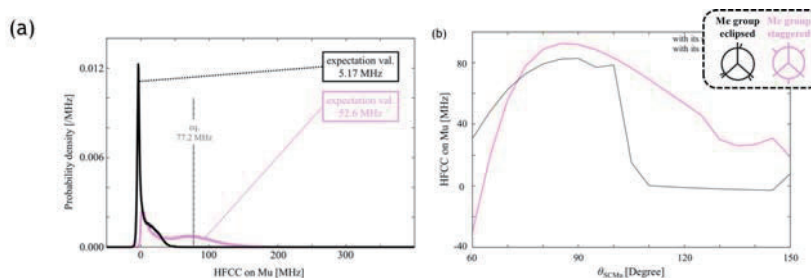 (a)
0.012
0.006
0.000
Probability density [/MHz]
expectation val.
5.17 MHz
expectation val.
52.6 MHz
eq.
77.2 MHz
0
100
200
300
HFCC on Mu [MHz]
(b)
Me group
eclipsed
Me group
staggered
with its
with its
80
40
0
-40
HFCC on Mu [MHz]
60
90
120
150
[Degree]